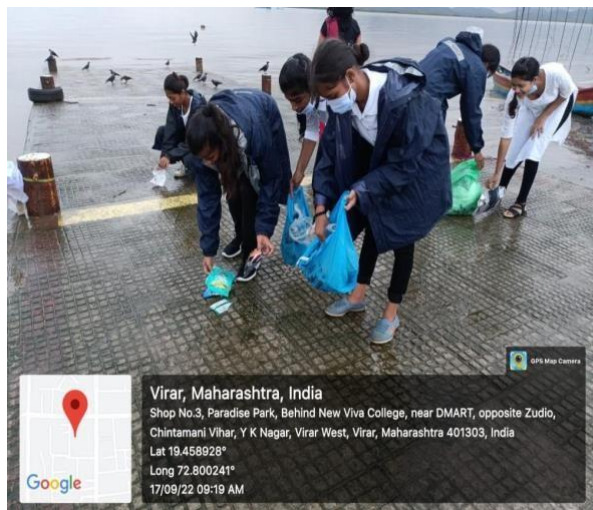 GPS Map Camera
Virar, Maharashtra, India
Shop No.3, Paradise Park, Behind New Viva College, near DMART, opposite Zudio,
Chintamani Vihar, Y K Nagar, Virar West, Virar, Maharashtra 401303, India
Lat 19.458928°
Long 72.800241°
17/09/22 09:19 AM
Google